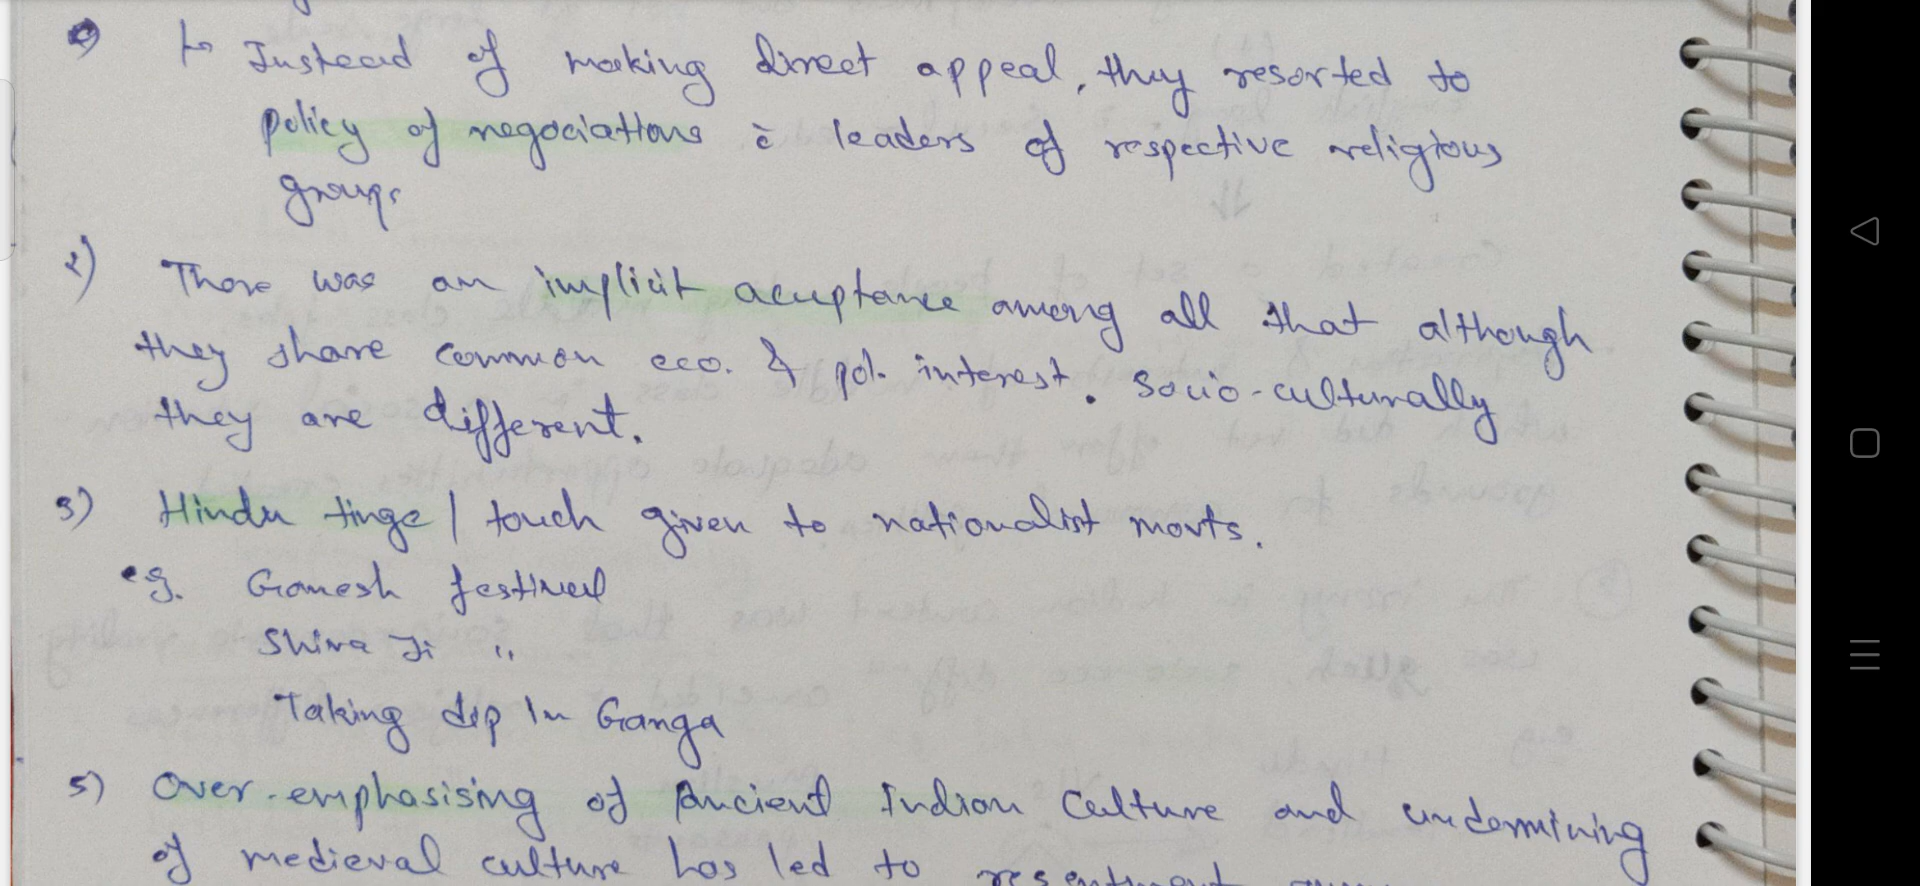 ↳ Instead of making direct appeal, they resorted to
policy of negociations c̄ leaders of respective religious
groups
2) There was an implicit acceptance among all that although
they share common eco. & pol. interest. Socio-culturally
they are different.
3) Hindu tinge / touch given to nationalist movts.
eg. Ganesh festival
Shiva Ji "
Taking dip in Ganga
5) Over-emphasising of Ancient Indian Culture and undermining
of medieval culture has led to resentment